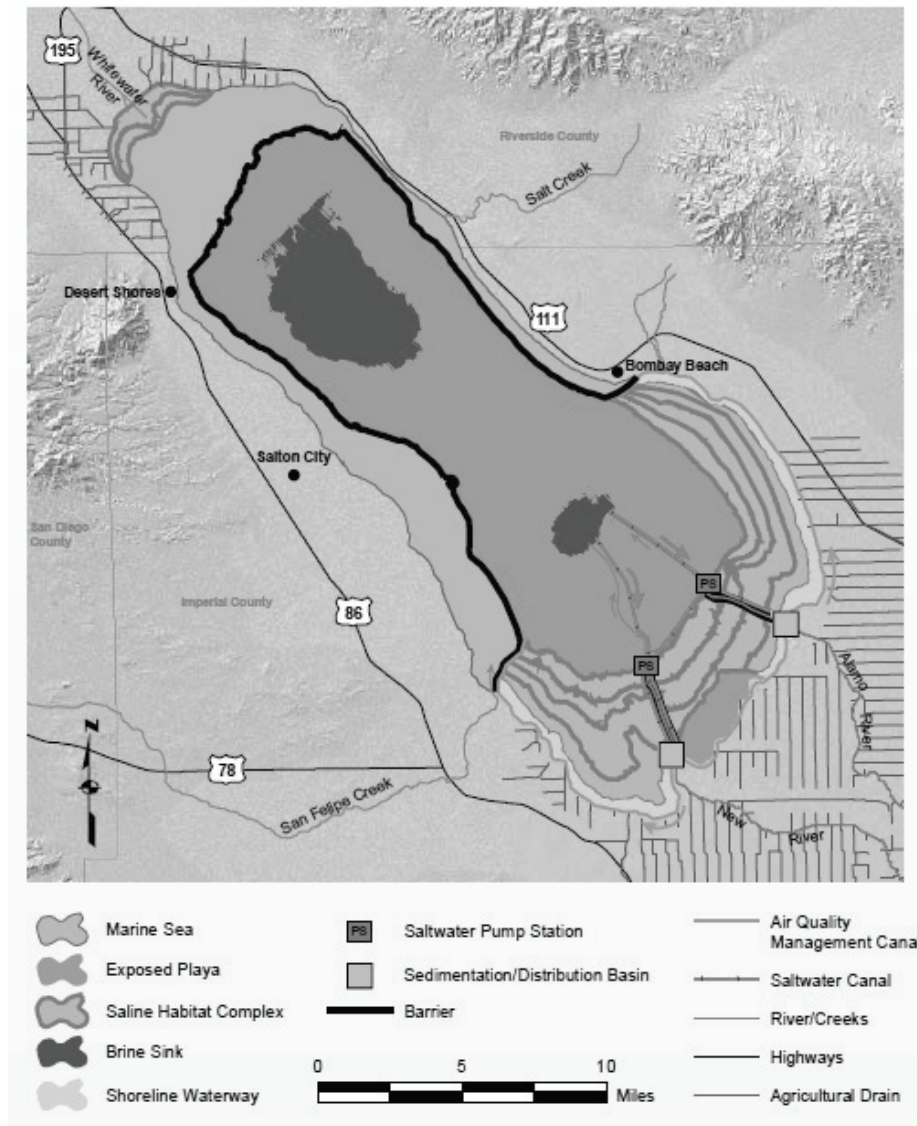 195
Whitewater
River
Riverside County
Salt Creek
Desert Shores
111
Bombay Beach
Salton City
San Diego
County
Imperial County
86
PS
PS
Alamo
River
N
78
San Felipe Creek
New
River
Marine Sea
Exposed Playa
Saline Habitat Complex
Brine Sink
Shoreline Waterway
PS
Saltwater Pump Station
Sedimentation/Distribution Basin
Barrier
0 5 10
Miles
Air Quality
Management Cana
Saltwater Canal
River/Creeks
Highways
Agricultural Drain